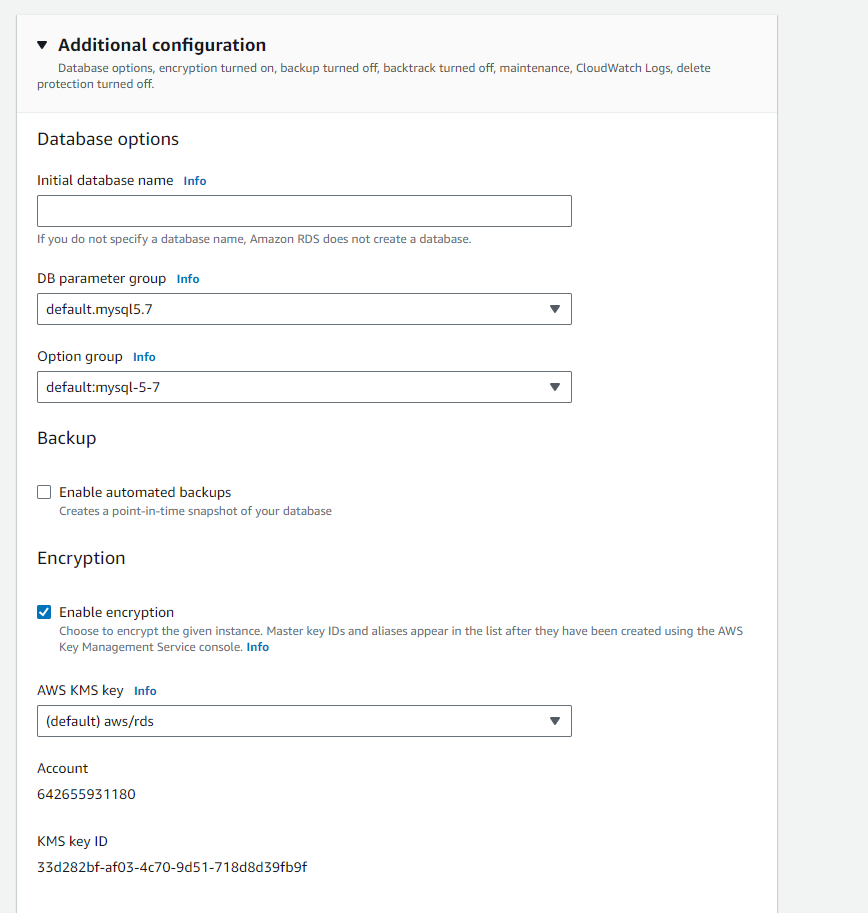 Additional configuration
Database options, encryption turned on, backup turned off, backtrack turned off, maintenance, CloudWatch Logs, delete
protection turned off.
Database options
Initial database name Info
If you do not specify a database name, Amazon RDS does not create a database.
DB parameter group Info
default.mysql5.7
Option group Info
default:mysql-5-7
Backup
Enable automated backups
Creates a point-in-time snapshot of your database
Encryption
Enable encryption
Choose to encrypt the given instance. Master key IDs and aliases appear in the list after they have been created using the AWS
Key Management Service console. Info
AWS KMS key Info
(default) aws/rds
Account
642655931180
KMS key ID
33d282bf-af03-4c70-9d51-718d8d39fb9f